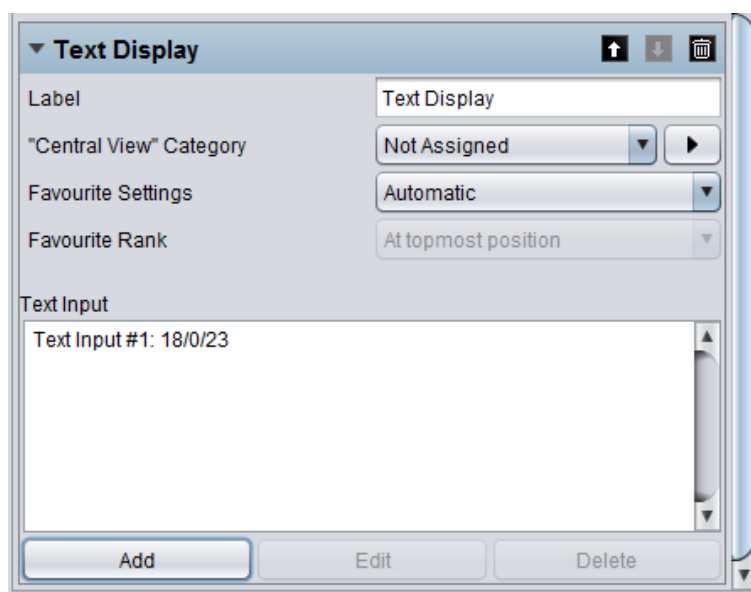 Text Display
Label
Text Display
"Central View" Category
Not Assigned
Favourite Settings
Automatic
Favourite Rank
At topmost position
Text Input
Text Input #1: 18/0/23
Add
Edit
Delete